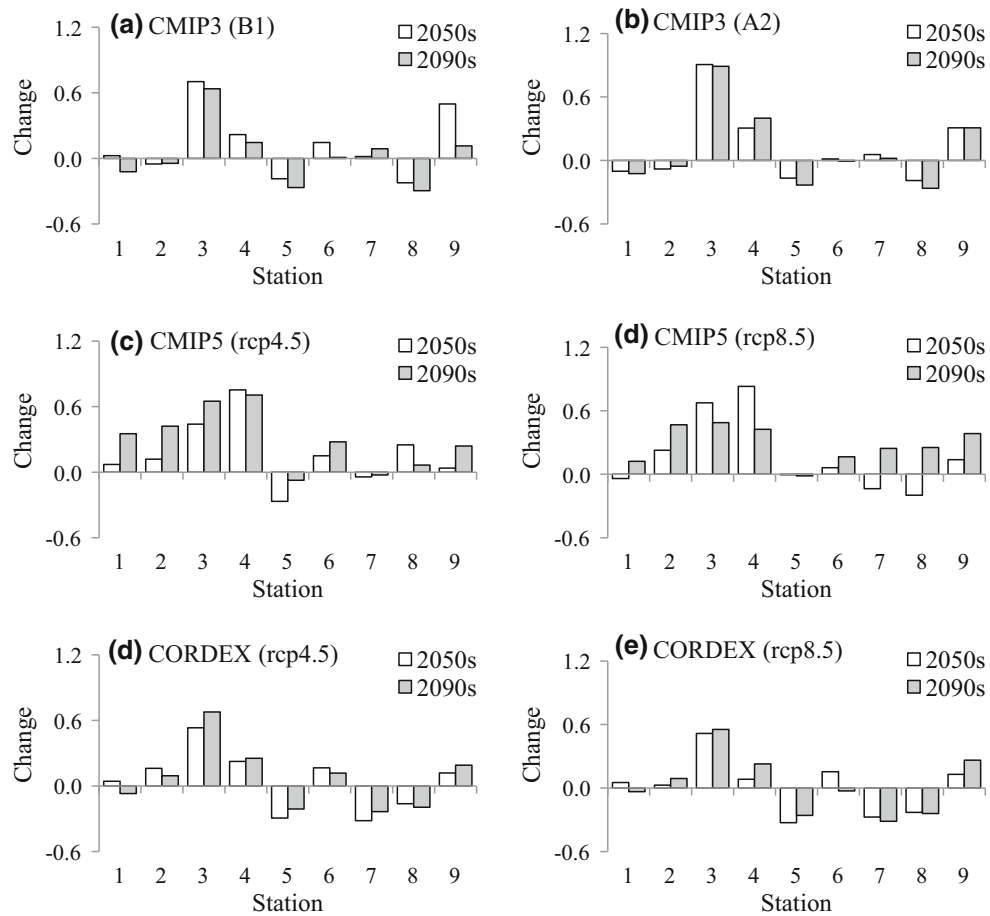 (a) CMIP3 (B1)
2050s
2090s
Change
1.2
0.6
0.0
-0.6
1 2 3 4 5 6 7 8 9
Station
(b) CMIP3 (A2)
2050s
2090s
Change
1.2
0.6
0.0
-0.6
1 2 3 4 5 6 7 8 9
Station
(c) CMIP5 (rcp4.5)
2050s
2090s
Change
1.2
0.6
0.0
-0.6
1 2 3 4 5 6 7 8 9
Station
(d) CMIP5 (rcp8.5)
2050s
2090s
Change
1.2
0.6
0.0
-0.6
1 2 3 4 5 6 7 8 9
Station
(d) CORDEX (rcp4.5)
2050s
2090s
Change
1.2
0.6
0.0
-0.6
1 2 3 4 5 6 7 8 9
Station
(e) CORDEX (rcp8.5)
2050s
2090s
Change
1.2
0.6
0.0
-0.6
1 2 3 4 5 6 7 8 9
Station